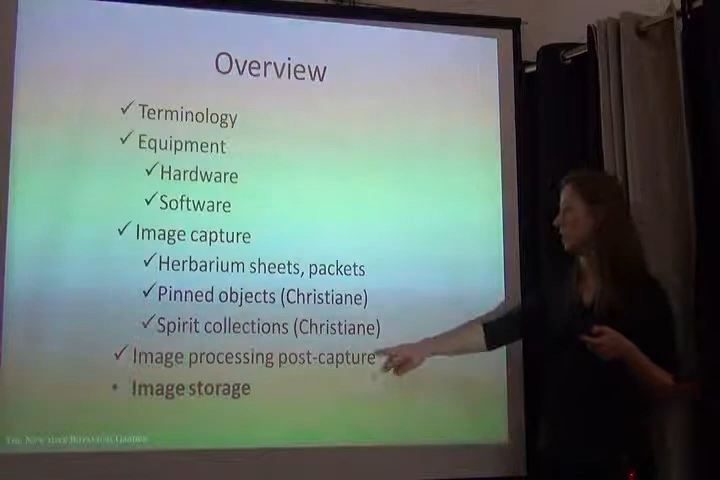 Overview
✓ Terminology
✓ Equipment
✓Hardware
✓Software
✓ Image capture
✓Herbarium sheets, packets
✓Pinned objects (Christiane)
✓Spirit collections (Christiane)
✓ Image processing post-capture
• Image storage
The New York Botanical Garden